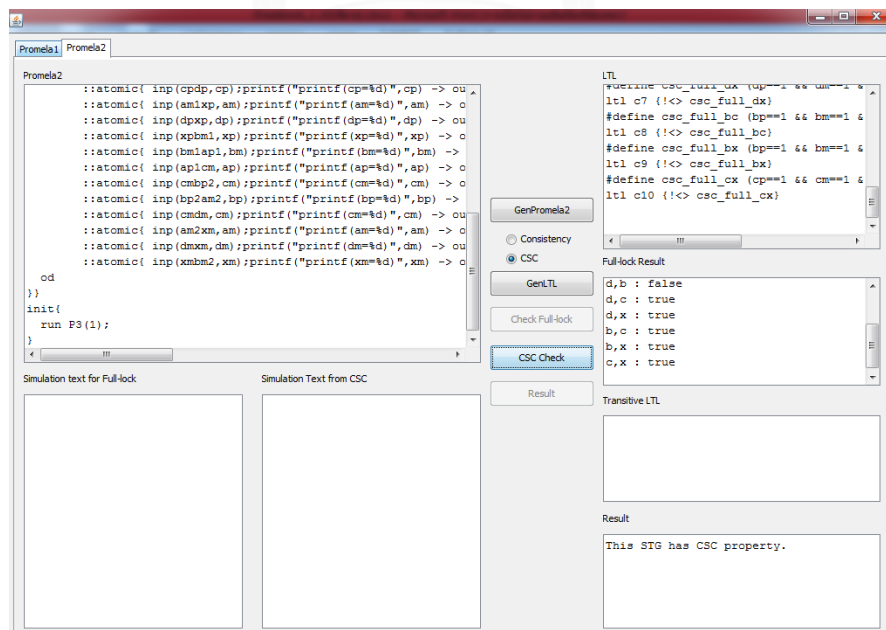 Promela1 Promela2
Promela2
::atomic{ inp(cpdp,cp);printf("printf(cp=%d)",cp) -> ou
::atomic{ inp(am1xp,am);printf("printf(am=%d)",am) -> o
::atomic{ inp(dpxp,dp);printf("printf(dp=%d)",dp) -> ou
::atomic{ inp(xpbm1,xp);printf("printf(xp=%d)",xp) -> o
::atomic{ inp(bm1ap1,bm);printf("printf(bm=%d)",bm) ->
::atomic{ inp(ap1cm,ap);printf("printf(ap=%d)",ap) -> o
::atomic{ inp(cmbp2,cm);printf("printf(cm=%d)",cm) -> o
::atomic{ inp(bp2am2,bp);printf("printf(bp=%d)",bp) ->
::atomic{ inp(cmdm,cm);printf("printf(cm=%d)",cm) -> ou
::atomic{ inp(am2xm,am);printf("printf(am=%d)",am) -> o
::atomic{ inp(dmxm,dm);printf("printf(dm=%d)",dm) -> ou
::atomic{ inp(xmbm2,xm);printf("printf(xm=%d)",xm) -> o
od
}}
init{
run P3(1);
}
Simulation text for Full-lock
Simulation Text from CSC
GenPromela2
Consistency
CSC
GenLTL
Check Full-lock
CSC Check
Result
LTL
#define csc_full_dx (dp==1 && dm==1 &
ltl c7 {!<> csc_full_dx}
#define csc_full_bc (bp==1 && bm==1 &
ltl c8 {!<> csc_full_bc}
#define csc_full_bx (bp==1 && bm==1 &
ltl c9 {!<> csc_full_bx}
#define csc_full_cx (cp==1 && cm==1 &
ltl c10 {!<> csc_full_cx}
Full-lock Result
d,b : false
d,c : true
d,x : true
b,c : true
b,x : true
c,x : true
Transitive LTL
Result
This STG has CSC property.